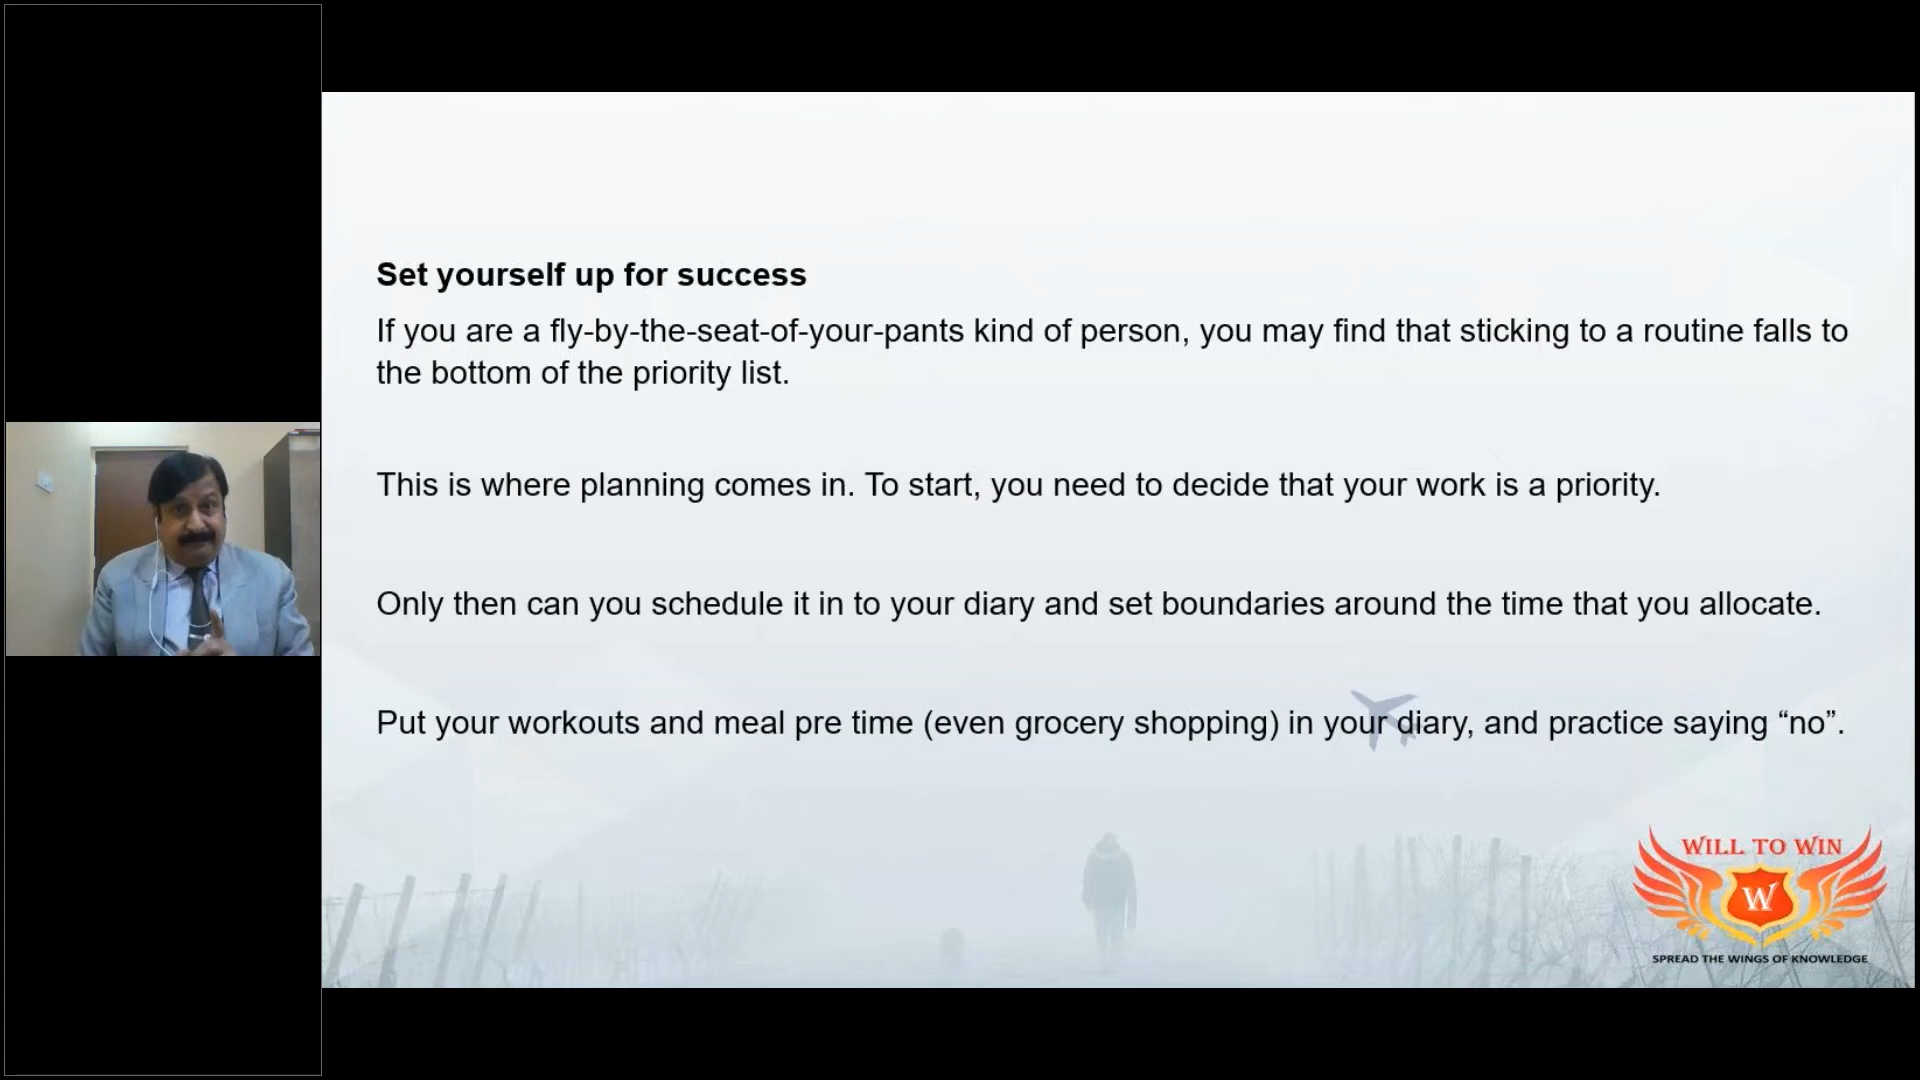 Set yourself up for success
If you are a fly-by-the-seat-of-your-pants kind of person, you may find that sticking to a routine falls to
the bottom of the priority list.
This is where planning comes in. To start, you need to decide that your work is a priority.
Only then can you schedule it in to your diary and set boundaries around the time that you allocate.
Put your workouts and meal pre time (even grocery shopping) in your diary, and practice saying “no”.
WILL TO WIN
W
SPREAD THE WINGS OF KNOWLEDGE